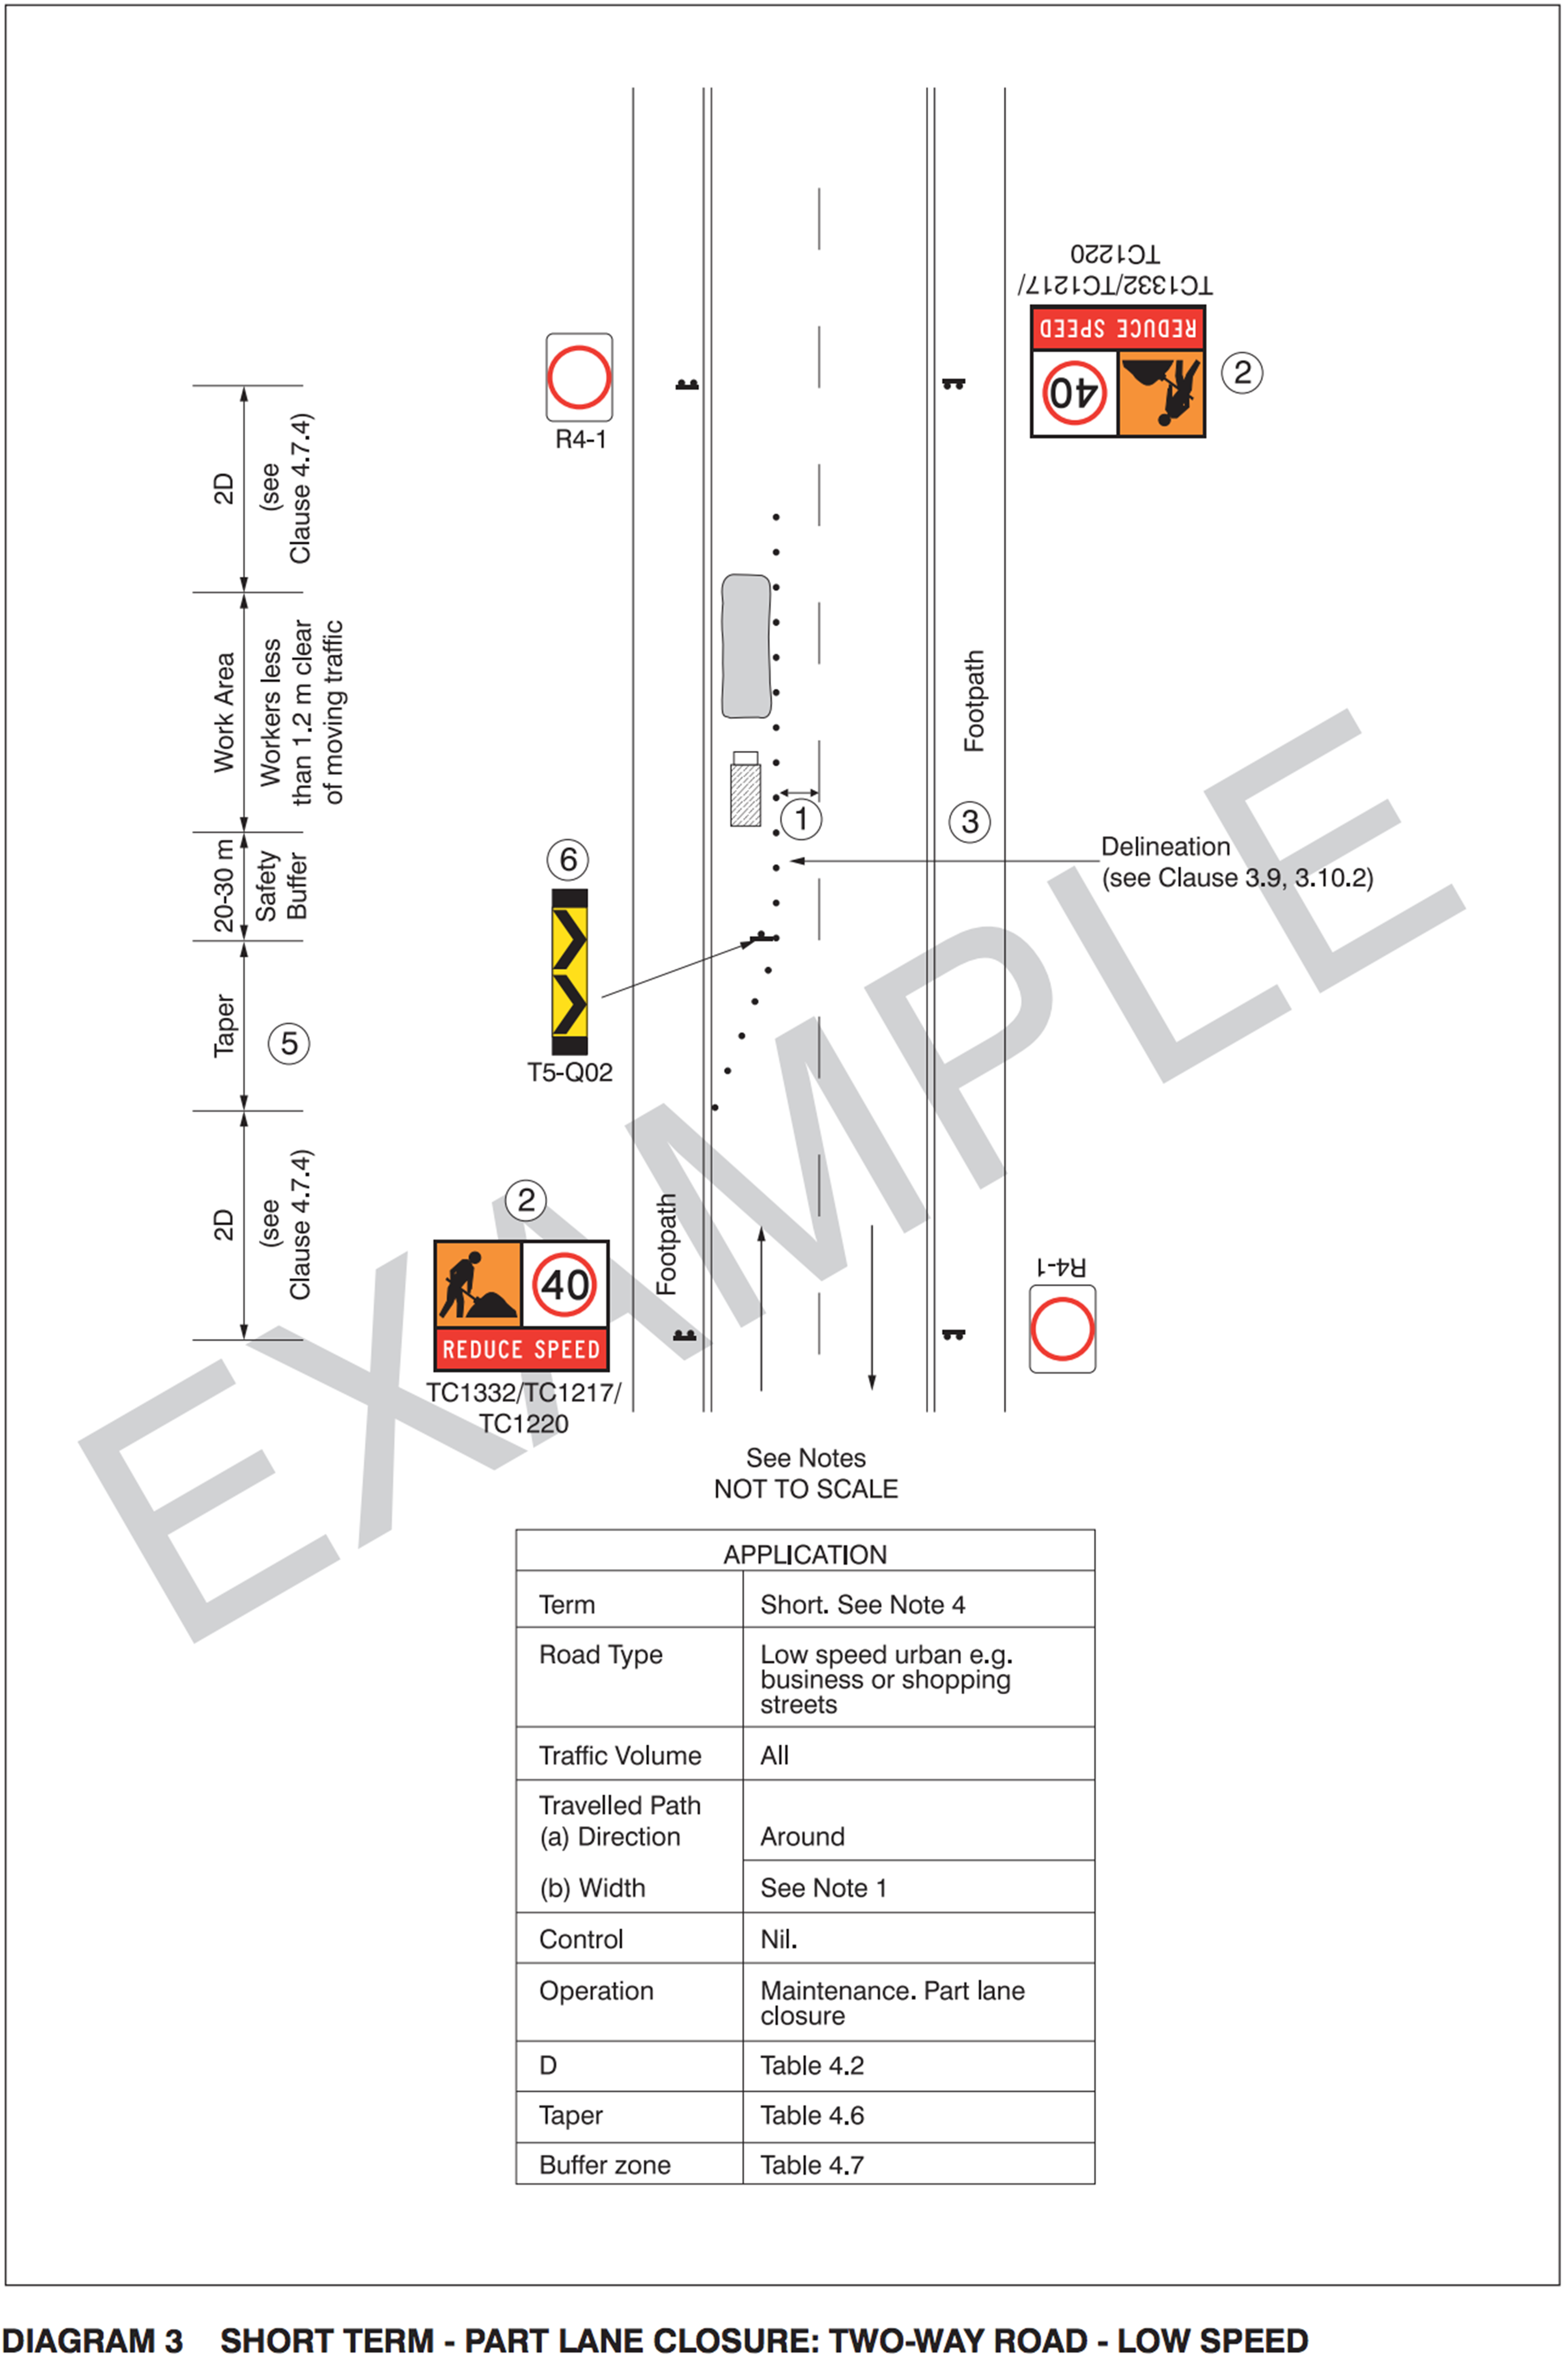 TC1332/TC1217/
TC1220
REDUCE SPEED
40
2
R4-1
2D
(see
Clause 4.7.4)
Work Area
Workers less
than 1.2 m clear
of moving traffic
Footpath
1
3
Delineation
(see Clause 3.9, 3.10.2)
20-30 m
Safety
Buffer
6
T5-Q02
Taper
5
2D
(see
Clause 4.7.4)
2
40
REDUCE SPEED
TC1332/TC1217/
TC1220
Footpath
R4-1
EXAMPLE
See Notes
NOT TO SCALE
APPLICATION
Term Short. See Note 4
Road Type Low speed urban e.g.
business or shopping
streets
Traffic Volume All
Travelled Path
(a) Direction Around
(b) Width See Note 1
Control Nil.
Operation Maintenance. Part lane
closure
D Table 4.2
Taper Table 4.6
Buffer zone Table 4.7
DIAGRAM 3 SHORT TERM - PART LANE CLOSURE: TWO-WAY ROAD - LOW SPEED